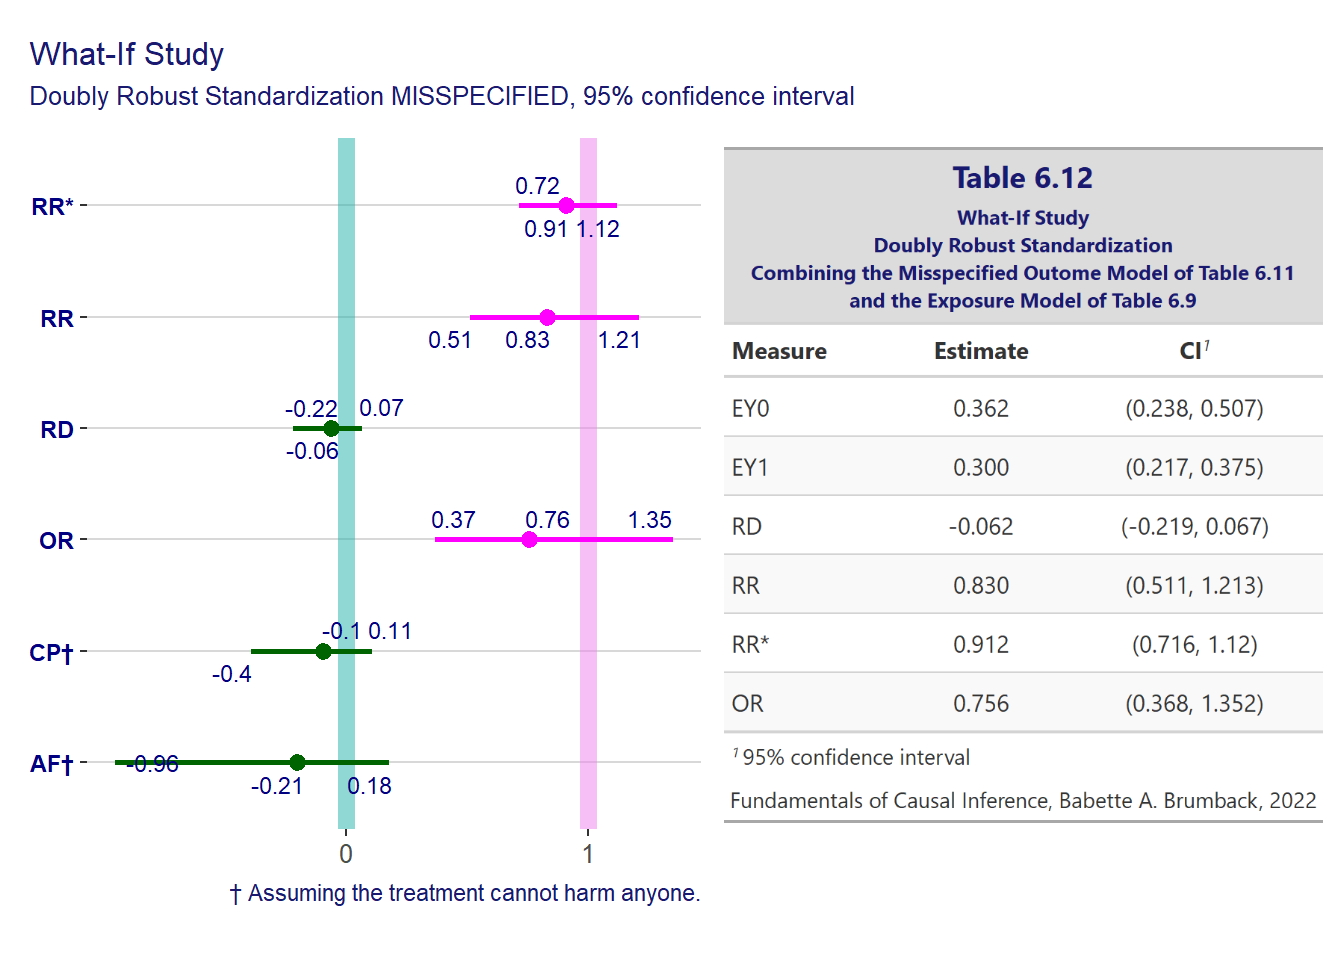 What-If Study
Doubly Robust Standardization MISSPECIFIED, 95% confidence interval
RR*
0.72
0.91 1.12
RR
0.51 0.83 1.21
RD
-0.22 0.07
-0.06
OR
0.37 0.76 1.35
CP†
-0.1 0.11
-0.4
AF†
-0.96
-0.21 0.18
0 1
† Assuming the treatment cannot harm anyone.
Table 6.12
What-If Study
Doubly Robust Standardization
Combining the Misspecified Outome Model of Table 6.11
and the Exposure Model of Table 6.9
Measure Estimate CI¹
EY0 0.362 (0.238, 0.507)
EY1 0.300 (0.217, 0.375)
RD -0.062 (-0.219, 0.067)
RR 0.830 (0.511, 1.213)
RR* 0.912 (0.716, 1.12)
OR 0.756 (0.368, 1.352)
¹ 95% confidence interval
Fundamentals of Causal Inference, Babette A. Brumback, 2022